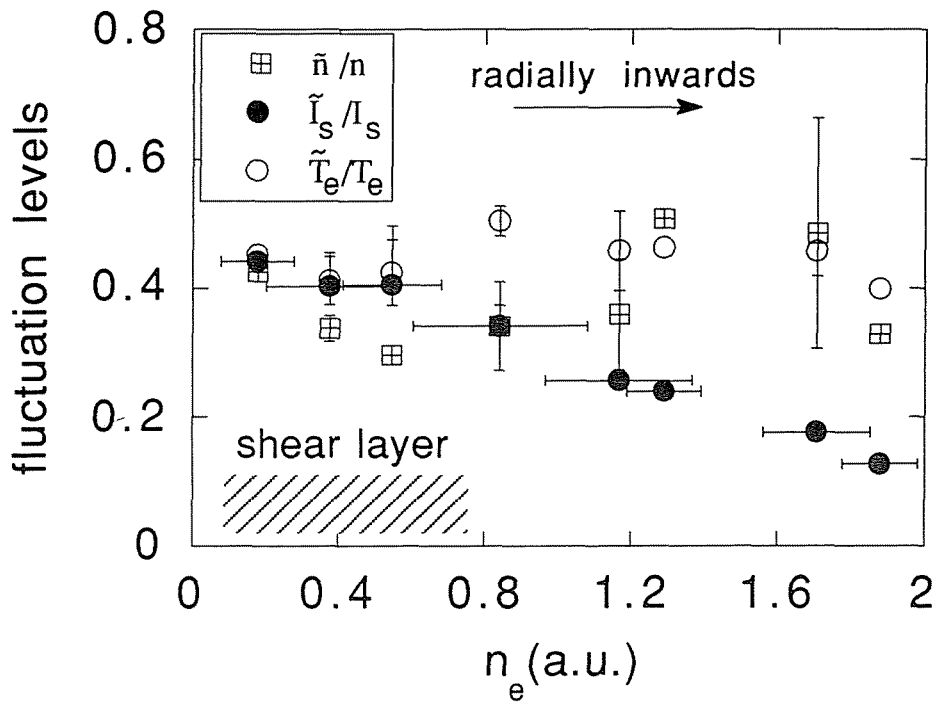 0.8
0.6
0.4
0.2
0
fluctuation levels
ñ /n
Ĩs /Is
T̃e/Te
radially inwards
shear layer
0 0.4 0.8 1.2 1.6 2
ne (a.u.)